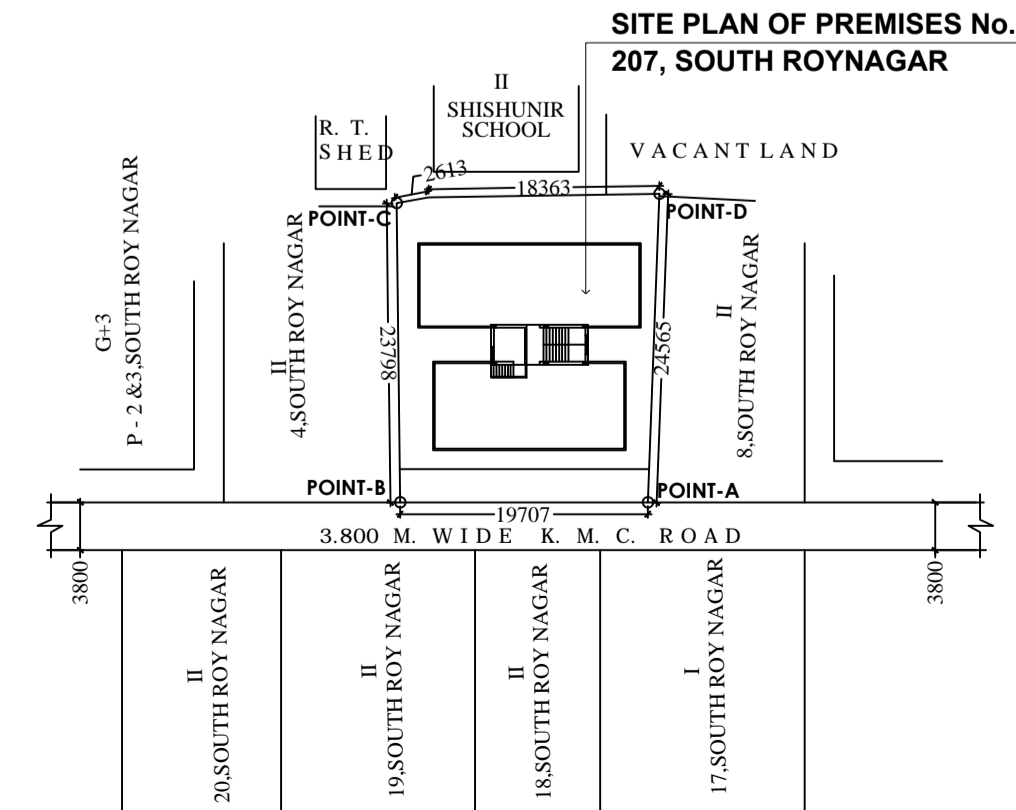 SITE PLAN OF PREMISES No.
207, SOUTH ROYNAGAR
II
SHISHUNIR
SCHOOL
R. T.
SHED
VACANT LAND
2613
18363
POINT-C
POINT-D
G+3
P - 2 &3,SOUTH ROY NAGAR
II
4,SOUTH ROY NAGAR
23798
24565
II
8,SOUTH ROY NAGAR
POINT-B
POINT-A
19707
3.800 M. WIDE K. M. C. ROAD
3800
3800
II
20,SOUTH ROY NAGAR
II
19,SOUTH ROY NAGAR
II
18,SOUTH ROY NAGAR
I
17,SOUTH ROY NAGAR